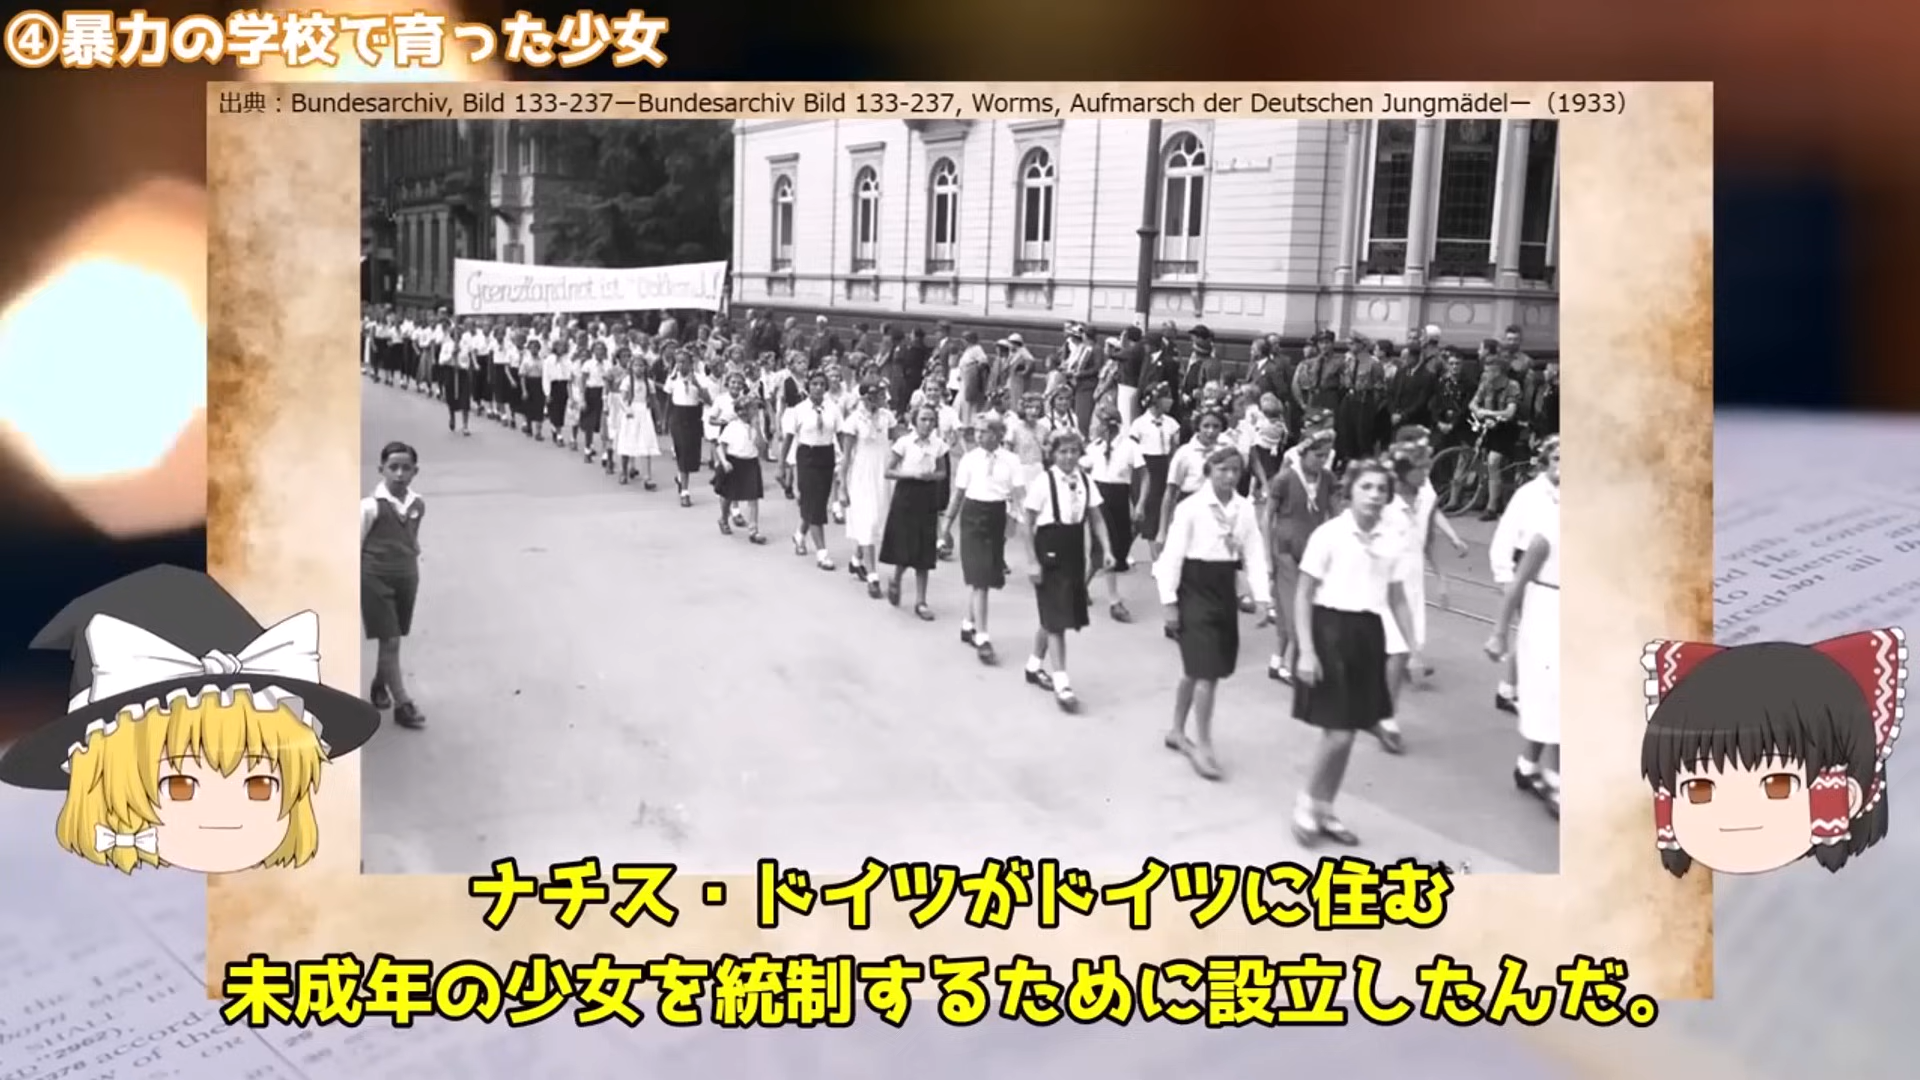 ④暴力の学校で育った少女
出典：Bundesarchiv, Bild 133-237ーBundesarchiv Bild 133-237, Worms, Aufmarsch der Deutschen Jungmädelー（1933）
Grenzlandnot ist
ナチス・ドイツがドイツに住む
未成年の少女を統制するために設立したんだ。